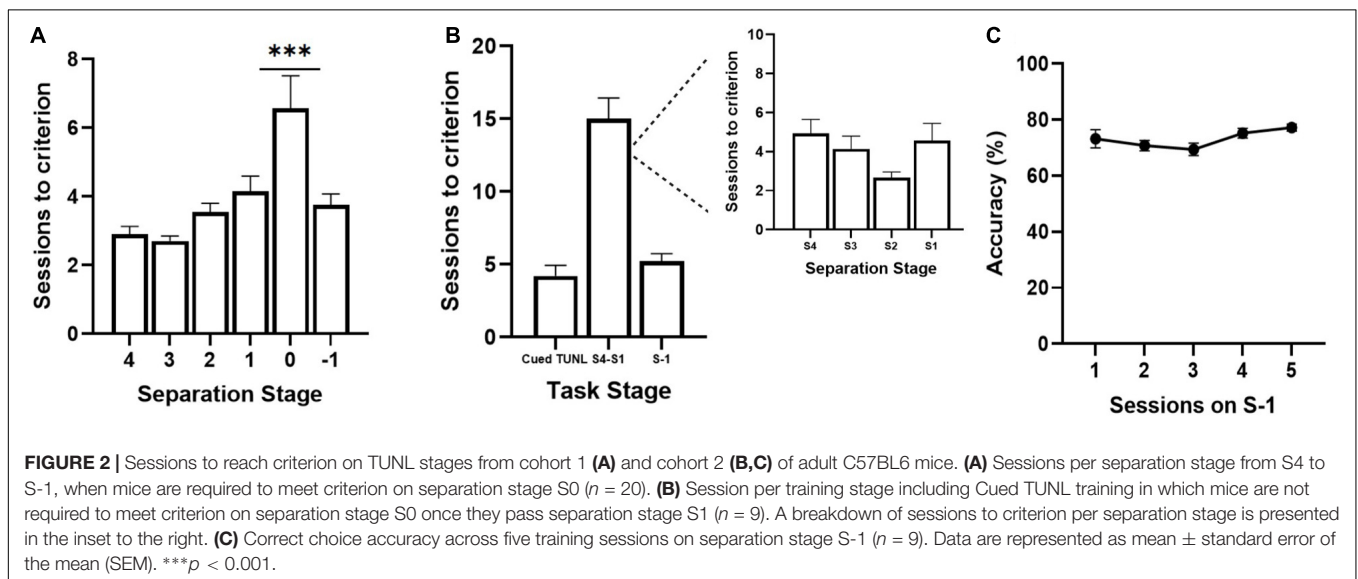 A
Sessions to criterion
8
6
4
2
0
***
4 3 2 1 0 -1
Separation Stage
B
Sessions to criterion
20
15
10
5
0
Cued TUNL S4-S1 S-1
Task Stage
Sessions to criterion
10
8
6
4
2
0
S4 S3 S2 S1
Separation Stage
C
Accuracy (%)
100
80
60
40
20
0
1 2 3 4 5
Sessions on S-1
FIGURE 2 | Sessions to reach criterion on TUNL stages from cohort 1 (A) and cohort 2 (B,C) of adult C57BL6 mice. (A) Sessions per separation stage from S4 to
S-1, when mice are required to meet criterion on separation stage S0 (n = 20). (B) Session per training stage including Cued TUNL training in which mice are not
required to meet criterion on separation stage S0 once they pass separation stage S1 (n = 9). A breakdown of sessions to criterion per separation stage is presented
in the inset to the right. (C) Correct choice accuracy across five training sessions on separation stage S-1 (n = 9). Data are represented as mean ± standard error of
the mean (SEM). ***p < 0.001.